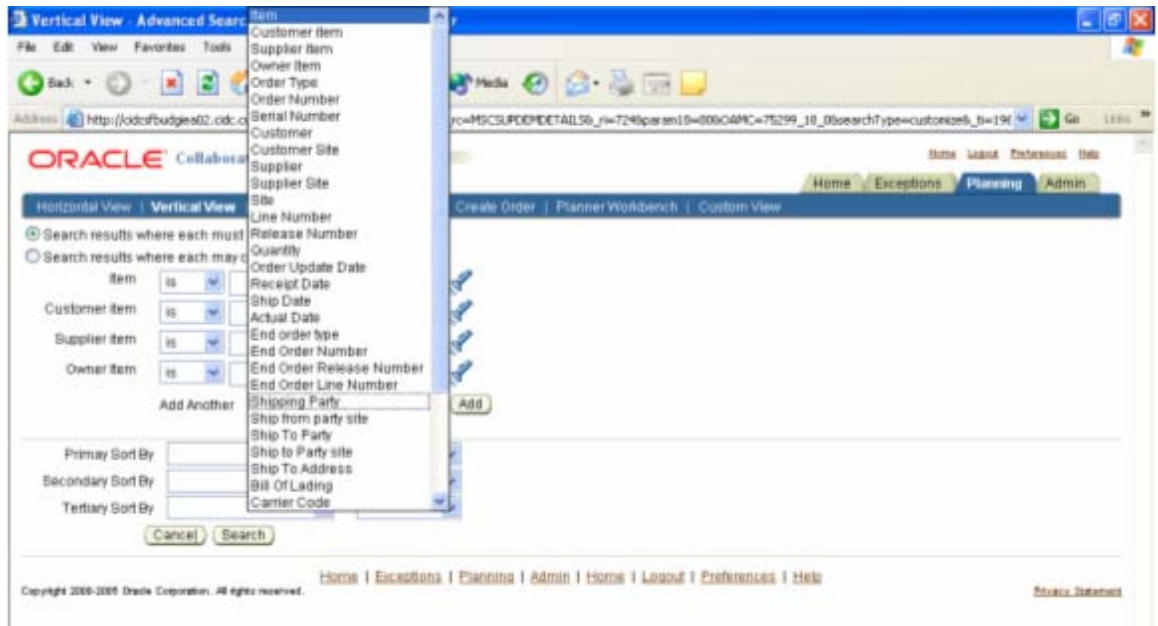 Vertical View - Advanced Searc
File Edit View Favorites Tools
Back
Media
Address
Go
Links
ORACLE Collabora
Home Logout Preferences Help
Home Exceptions Planning Admin
Horizontal View | Vertical View
Create Order | Planner Workbench | Custom View
Search results where each must
Search results where each may c
Item is
Customer Item is
Supplier Item is
Owner Item is
Add Another
Add
Item
Customer Item
Supplier Item
Owner Item
Order Type
Order Number
Serial Number
Customer
Customer Site
Supplier
Supplier Site
Site
Line Number
Release Number
Quantity
Order Update Date
Receipt Date
Ship Date
Actual Date
End order type
End Order Number
End Order Release Number
End Order Line Number
Shipping Party
Ship from party site
Ship To Party
Ship to Party site
Ship To Address
Bill Of Lading
Carrier Code
Primay Sort By
Secondary Sort By
Tertiary Sort By
Cancel Search
Home | Exceptions | Planning | Admin | Home | Logout | Preferences | Help
Copyright 2000-2005 Oracle Corporation. All rights reserved.
Privacy Statement